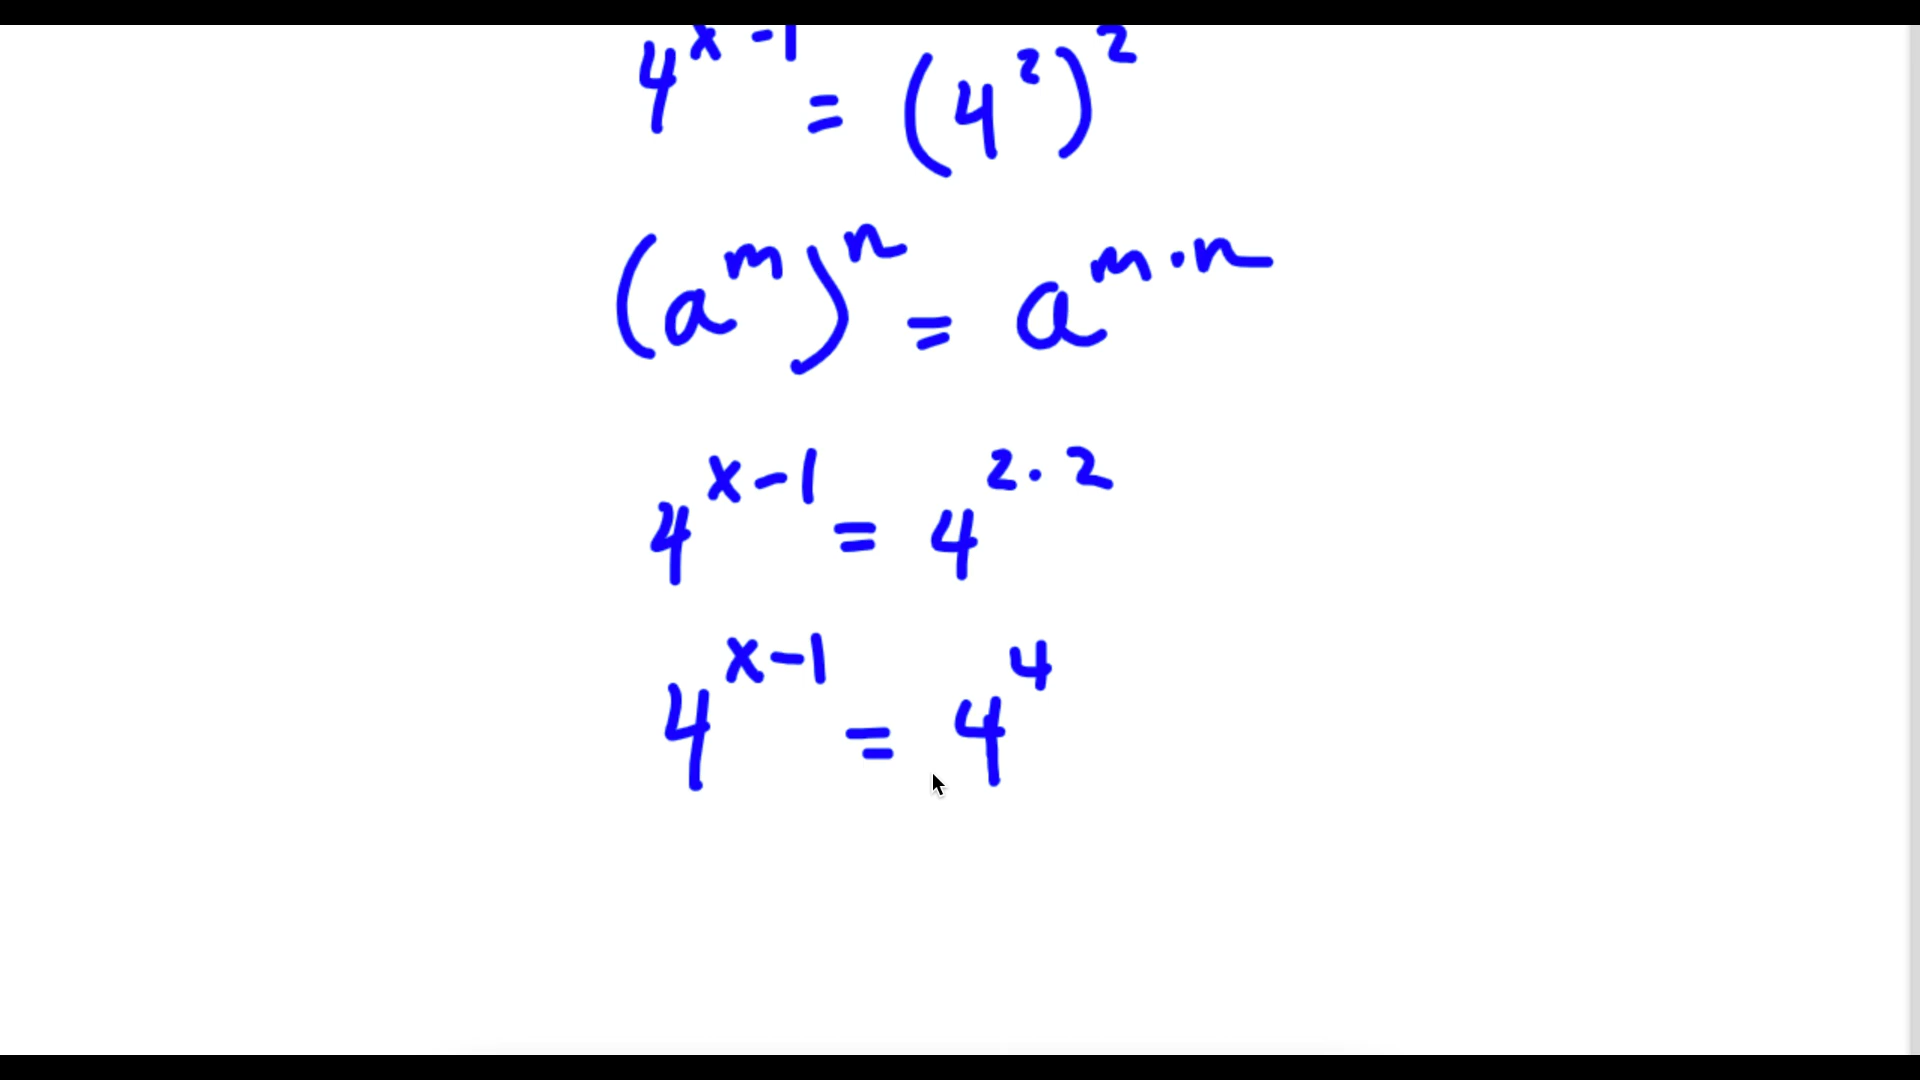 4^{x-1} = (4^2)^2
(a^m)^n = a^{m·n}
4^{x-1} = 4^{2·2}
4^{x-1} = 4^4